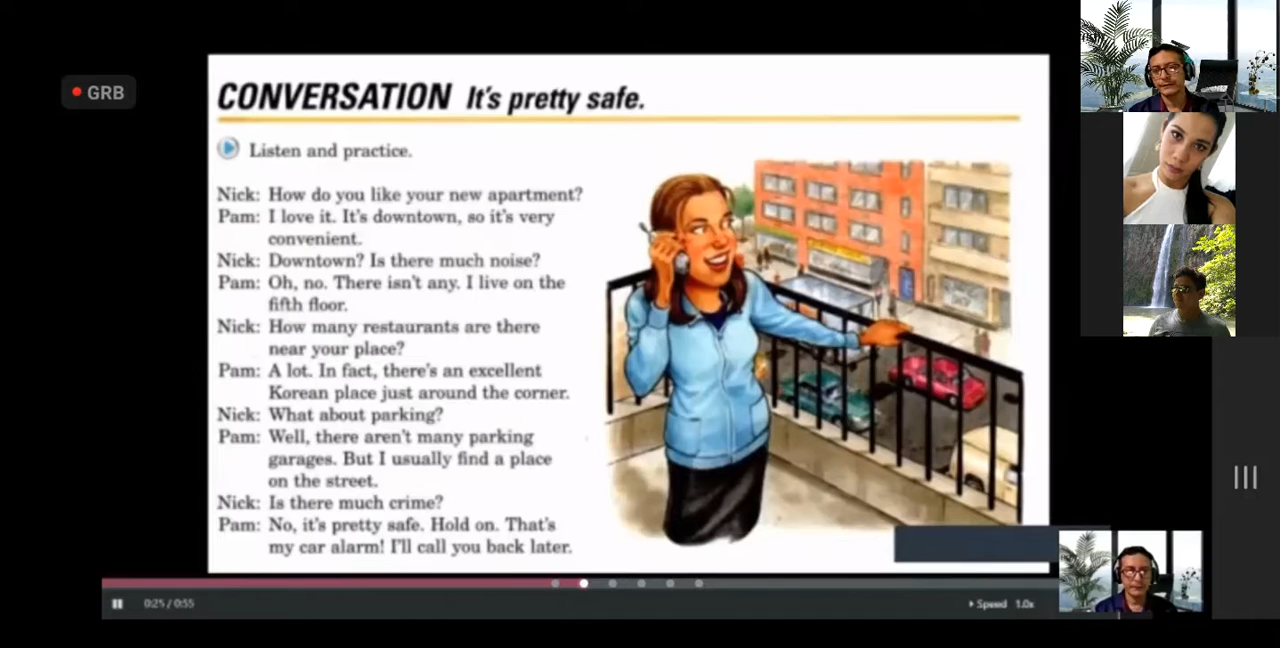 GRB
CONVERSATION It's pretty safe.
Listen and practice.
Nick: How do you like your new apartment?
Pam: I love it. It's downtown, so it's very
convenient.
Nick: Downtown? Is there much noise?
Pam: Oh, no. There isn't any. I live on the
fifth floor.
Nick: How many restaurants are there
near your place?
Pam: A lot. In fact, there's an excellent
Korean place just around the corner.
Nick: What about parking?
Pam: Well, there aren't many parking
garages. But I usually find a place
on the street.
Nick: Is there much crime?
Pam: No, it's pretty safe. Hold on. That's
my car alarm! I'll call you back later.
0:25 / 0:55
Speed 1.0x